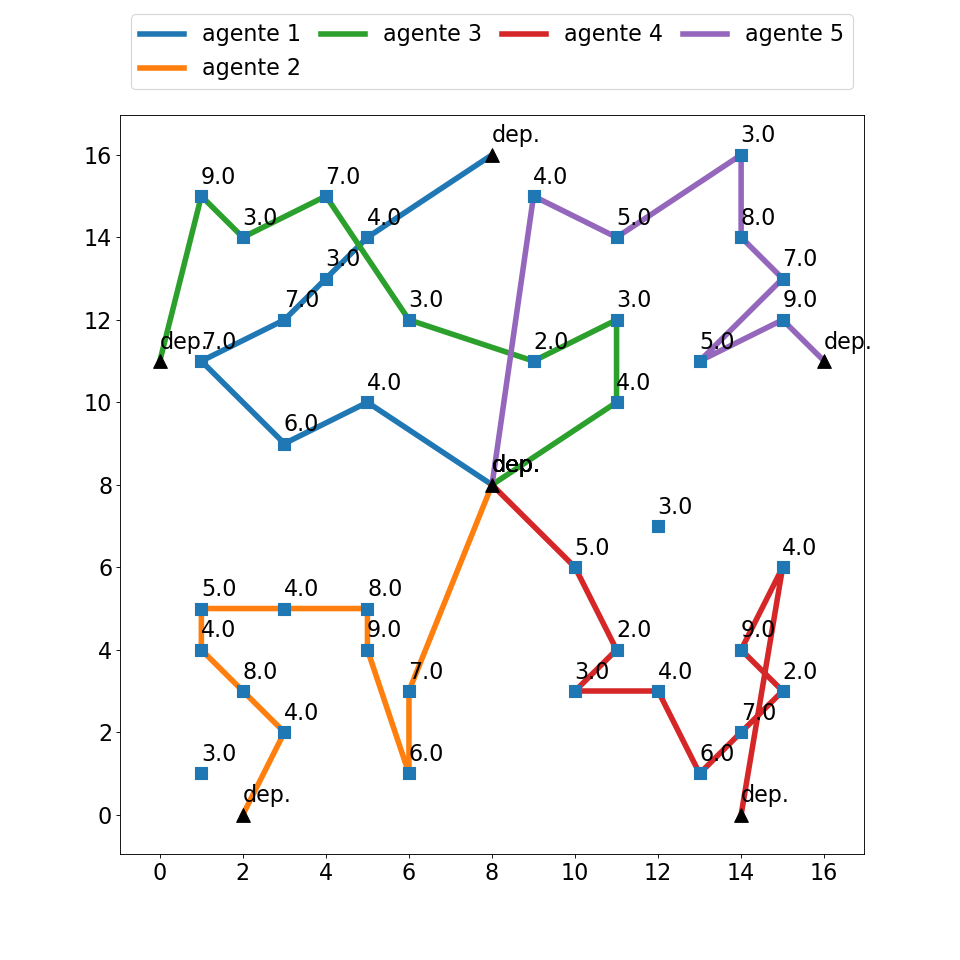 agente 1 agente 3 agente 4 agente 5
agente 2
16
14
12
10
8
6
4
2
0
dep.
3.0
9.0 7.0 4.0
3.0 4.0 5.0 8.0
3.0 7.0
7.0 3.0 3.0 9.0
dep. 7.0 2.0 5.0 dep.
4.0 4.0
6.0
dep. dep.
3.0
5.0 4.0
5.0 4.0 8.0
4.0 9.0 2.0 9.0
8.0 7.0 3.0 4.0 2.0
4.0 7.0
3.0 6.0 6.0
dep. dep.
0 2 4 6 8 10 12 14 16